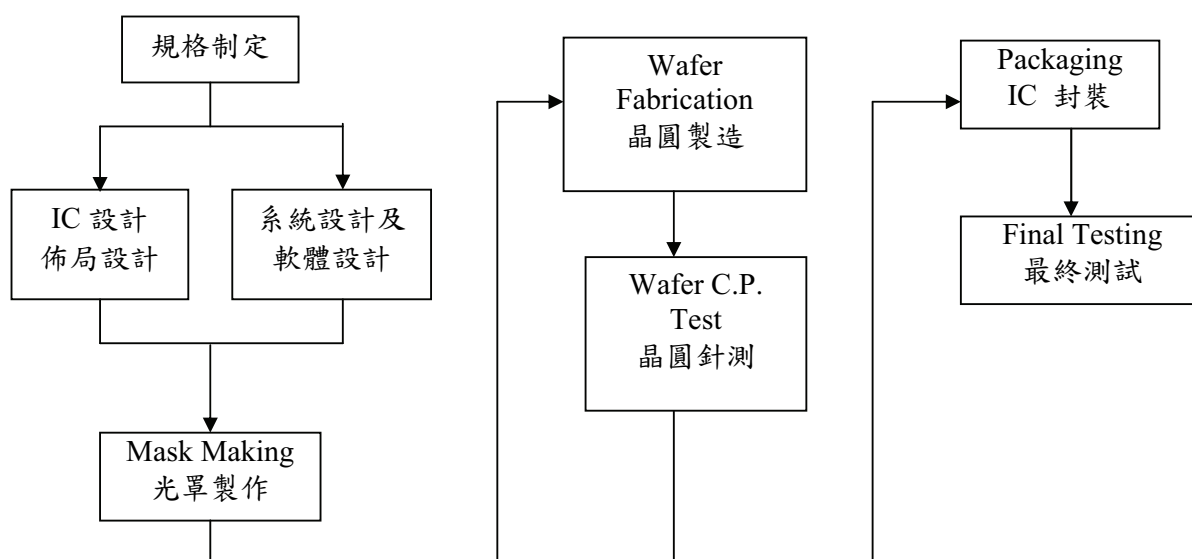 規格制定
IC 設計
佈局設計
系統設計及
軟體設計
Mask Making
光罩製作
Wafer
Fabrication
晶圓製造
Wafer C.P.
Test
晶圓針測
Packaging
IC 封裝
Final Testing
最終測試